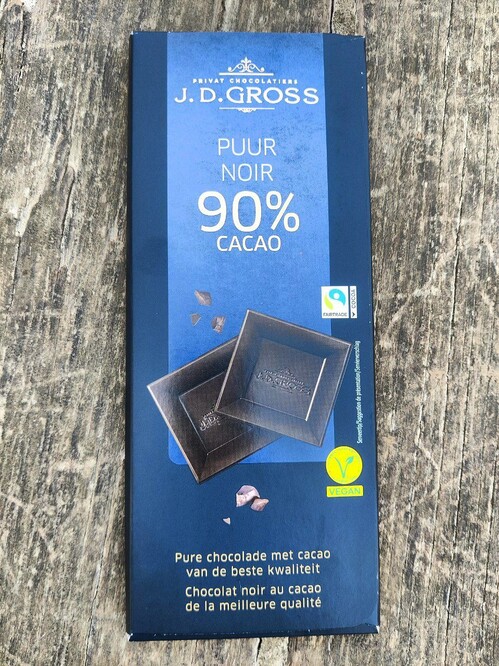 PRIVAT CHOCOLATIERS
J. D. GROSS
PUUR
NOIR
90%
CACAO
FAIRTRADE
COCOA
J. D. GROSS
VEGAN
Pure chocolade met cacao
van de beste kwaliteit
Chocolat noir au cacao
de la meilleure qualité